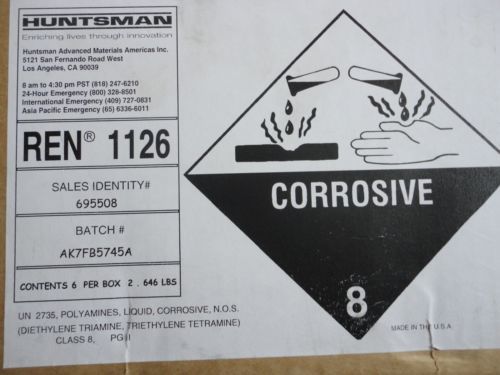 HUNTSMAN
Enriching lives through innovation
Huntsman Advanced Materials Americas Inc.
5121 San Fernando Road West
Los Angeles, CA 90039
8 am to 4:30 pm PST (818) 247-6210
24-Hour Emergency (800) 328-8501
International Emergency (409) 727-0831
Asia Pacific Emergency (65) 6336-6011
REN® 1126
SALES IDENTITY#
695508
BATCH #
AK7FB5745A
CONTENTS 6 PER BOX 2 . 646 LBS
UN 2735, POLYAMINES, LIQUID, CORROSIVE, N.O.S.
(DIETHYLENE TRIAMINE, TRIETHYLENE TETRAMINE)
CLASS 8, PG II
CORROSIVE
8
MADE IN THE U.S.A